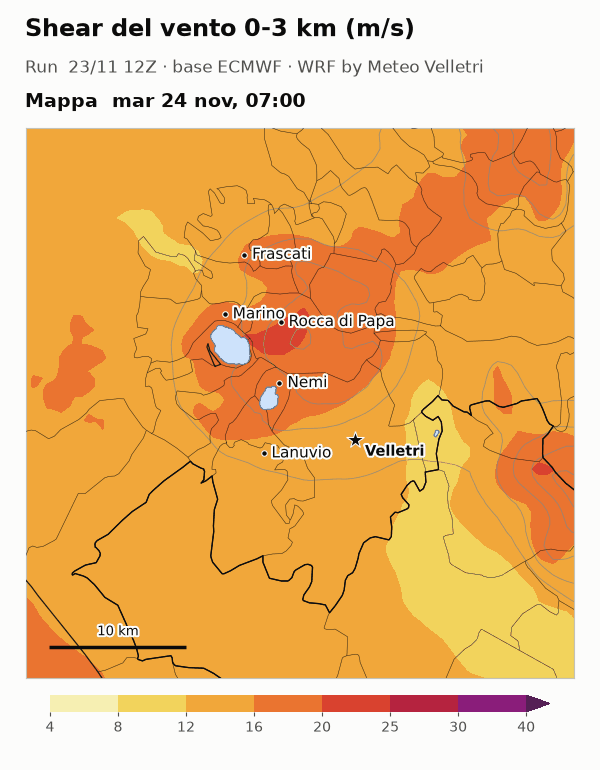 Shear del vento 0-3 km (m/s)
Run  23/11 12Z · base ECMWF · WRF by Meteo Velletri
Mappa  mar 24 nov, 07:00
Frascati
Marino
Rocca di Papa
Nemi
Velletri
Lanuvio
10 km
4 8 12 16 20 25 30 40